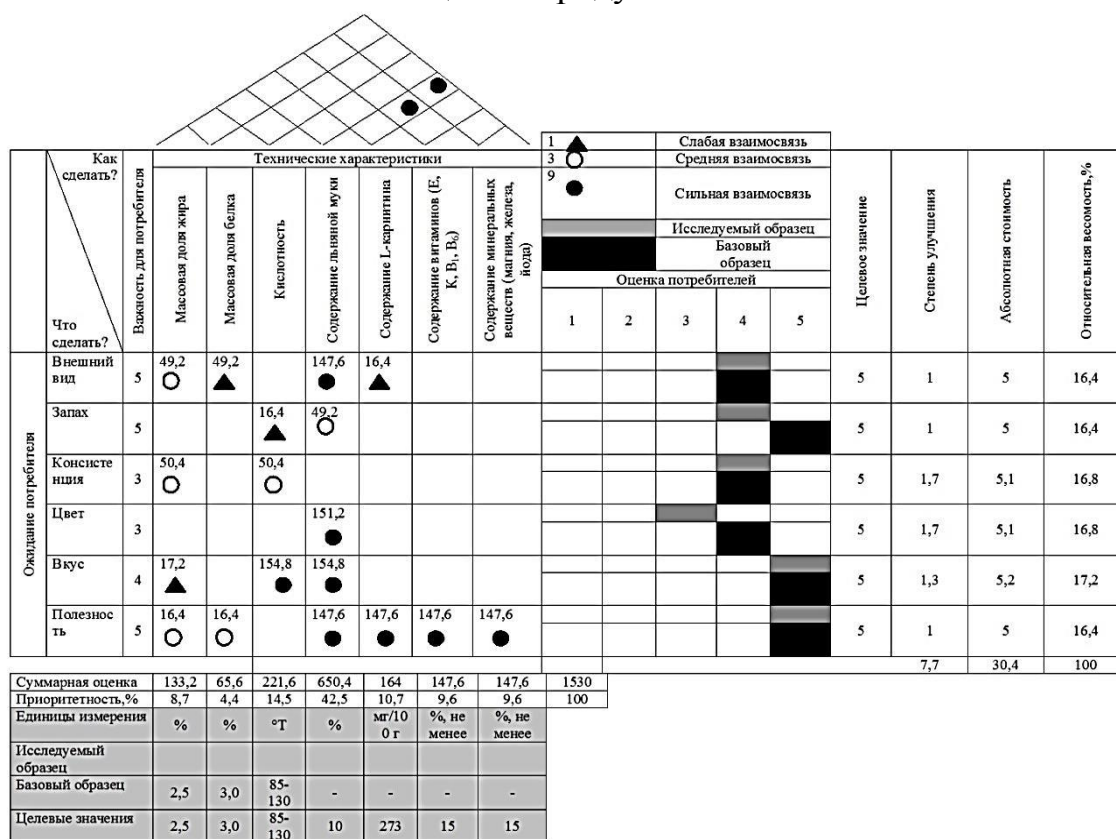 1 Слабая взаимосвязь
3 Средняя взаимосвязь
9 Сильная взаимосвязь
Исследуемый образец
Базовый образец
Оценка потребителей
1 2 3 4 5
Как сделать?
Что сделать?
Важность для потребителя
Технические характеристики
Массовая доля жира
Массовая доля белка
Кислотность
Содержание льняной муки
Содержание L-карнитина
Содержание витаминов (Е, К, В₁, В₆)
Содержание минеральных веществ (магния, железа, йода)
Целевое значение
Степень улучшения
Абсолютная стоимость
Относительная весомость,%
Ожидание потребителя
Внешний вид 5 49,2 49,2 147,6 16,4 5 1 5 16,4
Запах 5 16,4 49,2 5 1 5 16,4
Консисте нция 3 50,4 50,4 5 1,7 5,1 16,8
Цвет 3 151,2 5 1,7 5,1 16,8
Вкус 4 17,2 154,8 154,8 5 1,3 5,2 17,2
Полезнос ть 5 16,4 16,4 147,6 147,6 147,6 147,6 5 1 5 16,4
7,7 30,4 100
Суммарная оценка 133,2 65,6 221,6 650,4 164 147,6 147,6 1530
Приоритетность,% 8,7 4,4 14,5 42,5 10,7 9,6 9,6 100
Единицы измерения % % °Т % мг/10 0 г %, не менее %, не менее
Исследуемый образец
Базовый образец 2,5 3,0 85-130 - - - -
Целевые значения 2,5 3,0 85-130 10 273 15 15